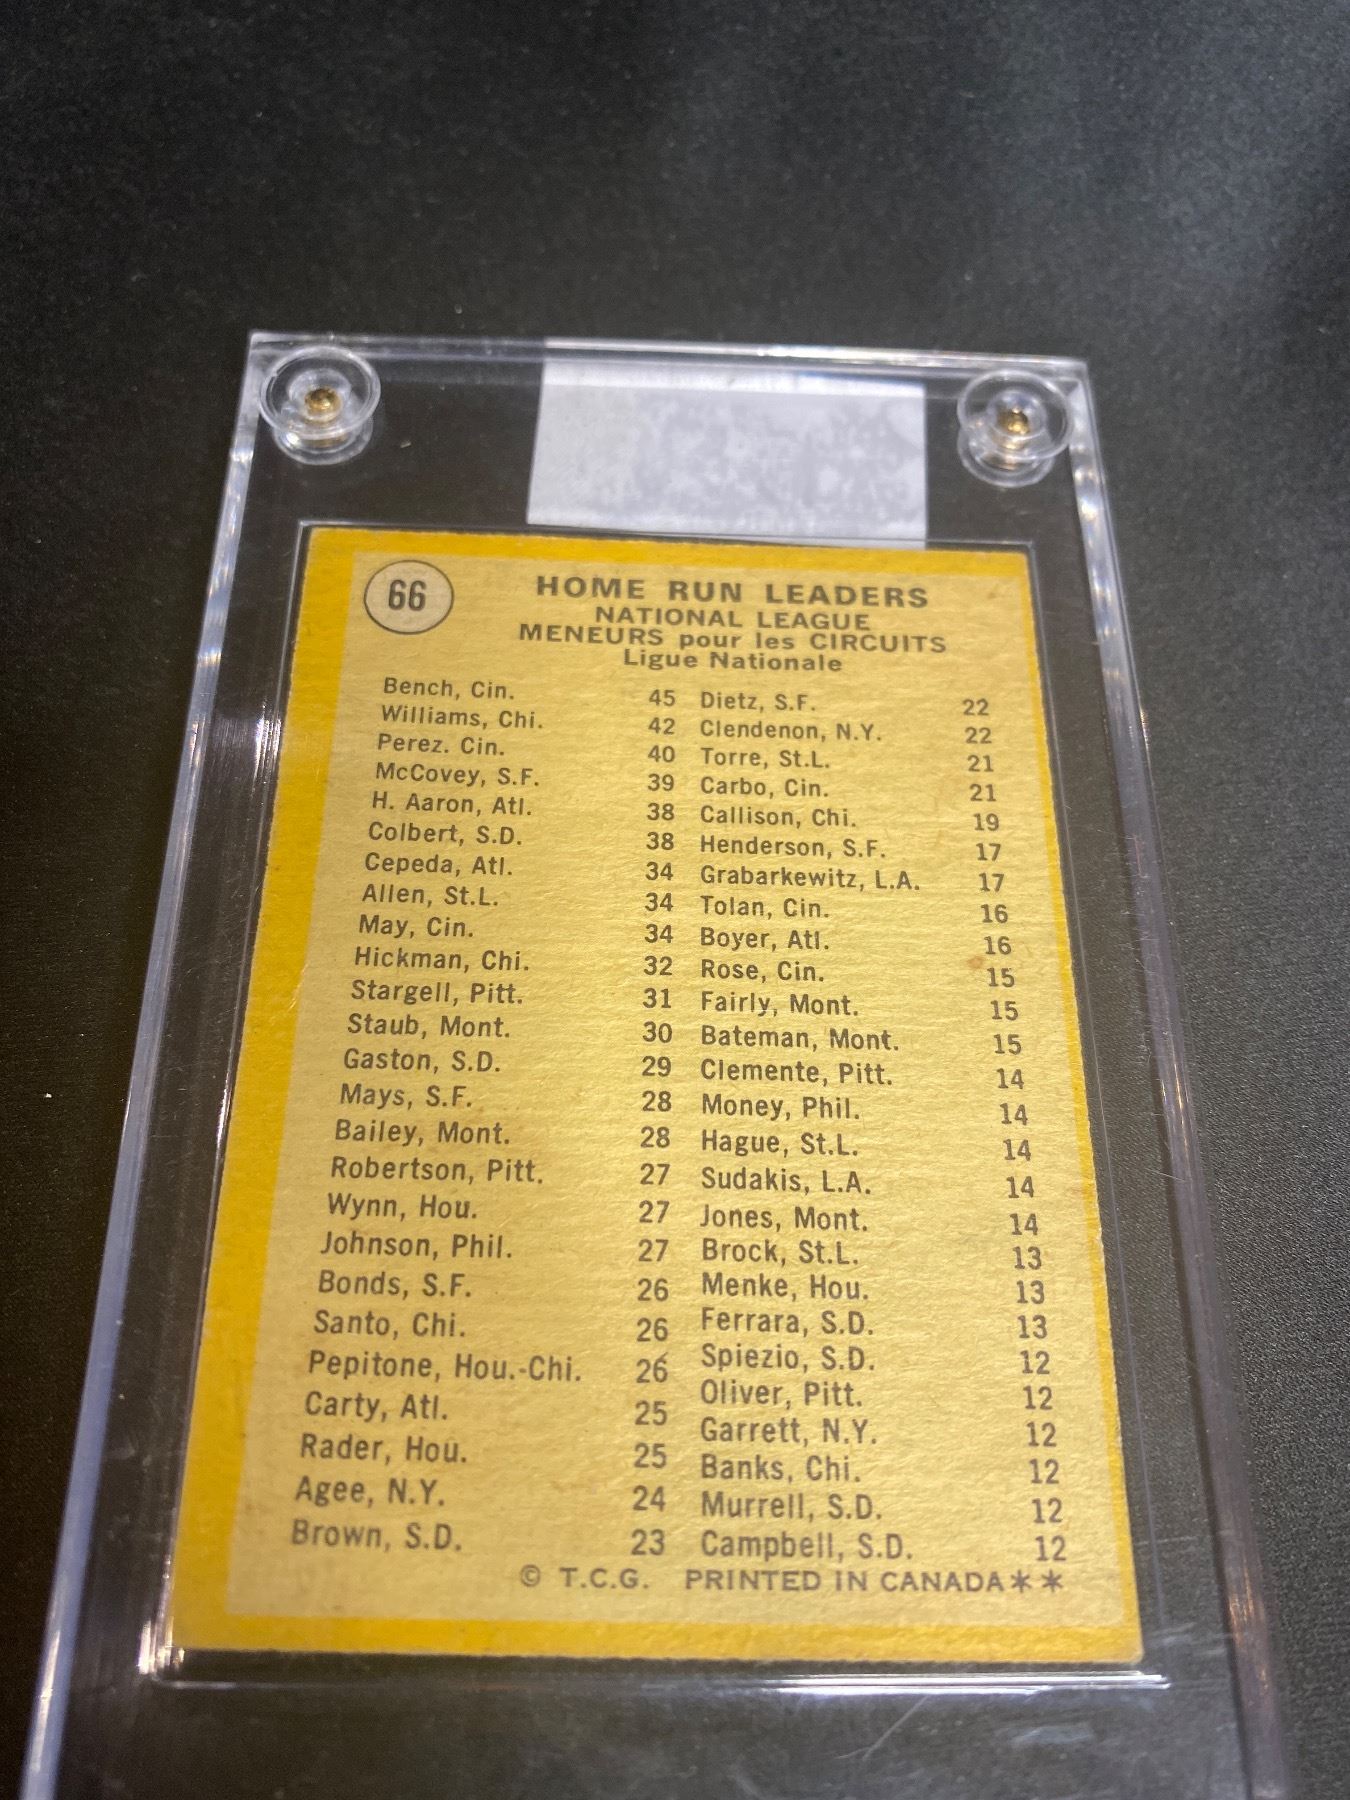 66
HOME RUN LEADERS
NATIONAL LEAGUE
MENEURS pour les CIRCUITS
Ligue Nationale
Bench, Cin. 45
Williams, Chi. 42
Perez. Cin. 40
McCovey, S.F. 39
H. Aaron, Atl. 38
Colbert, S.D. 38
Cepeda, Atl. 34
Allen, St.L. 34
May, Cin. 34
Hickman, Chi. 32
Stargell, Pitt. 31
Staub, Mont. 30
Gaston, S.D. 29
Mays, S.F. 28
Bailey, Mont. 28
Robertson, Pitt. 27
Wynn, Hou. 27
Johnson, Phil. 27
Bonds, S.F. 26
Santo, Chi. 26
Pepitone, Hou.-Chi. 26
Carty, Atl. 25
Rader, Hou. 25
Agee, N.Y. 24
Brown, S.D. 23
Dietz, S.F. 22
Clendenon, N.Y. 22
Torre, St.L. 21
Carbo, Cin. 21
Callison, Chi. 19
Henderson, S.F. 17
Grabarkewitz, L.A. 17
Tolan, Cin. 16
Boyer, Atl. 16
Rose, Cin. 15
Fairly, Mont. 15
Bateman, Mont. 15
Clemente, Pitt. 14
Money, Phil. 14
Hague, St.L. 14
Sudakis, L.A. 14
Jones, Mont. 14
Brock, St.L. 13
Menke, Hou. 13
Ferrara, S.D. 13
Spiezio, S.D. 12
Oliver, Pitt. 12
Garrett, N.Y. 12
Banks, Chi. 12
Murrell, S.D. 12
Campbell, S.D. 12
© T.C.G. PRINTED IN CANADA**